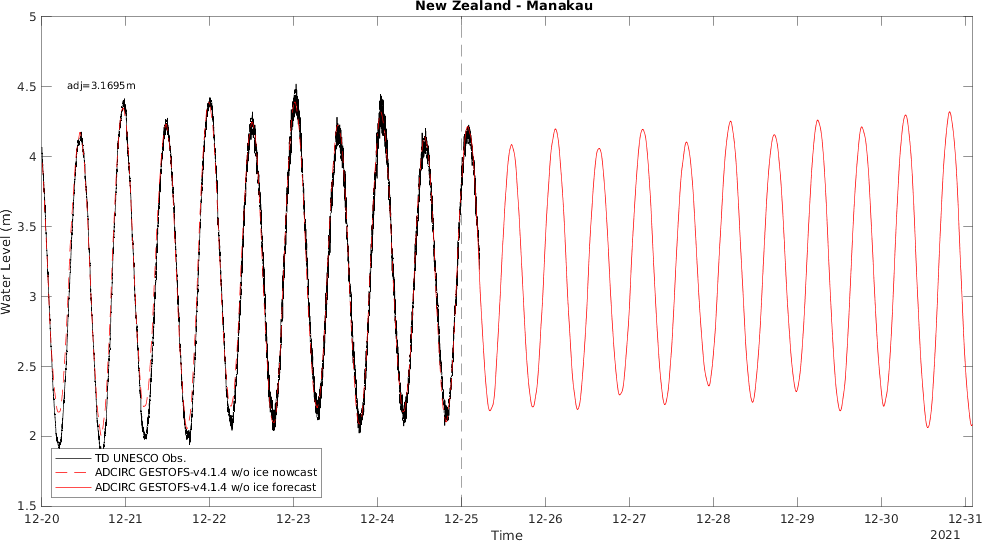 New Zealand - Manakau
5
4.5
4
3.5
3
2.5
2
1.5
Water Level (m)
adj=3.1695m
TD UNESCO Obs.
ADCIRC GESTOFS-v4.1.4 w/o ice nowcast
ADCIRC GESTOFS-v4.1.4 w/o ice forecast
12-20 12-21 12-22 12-23 12-24 12-25 12-26 12-27 12-28 12-29 12-30 12-31
Time
2021